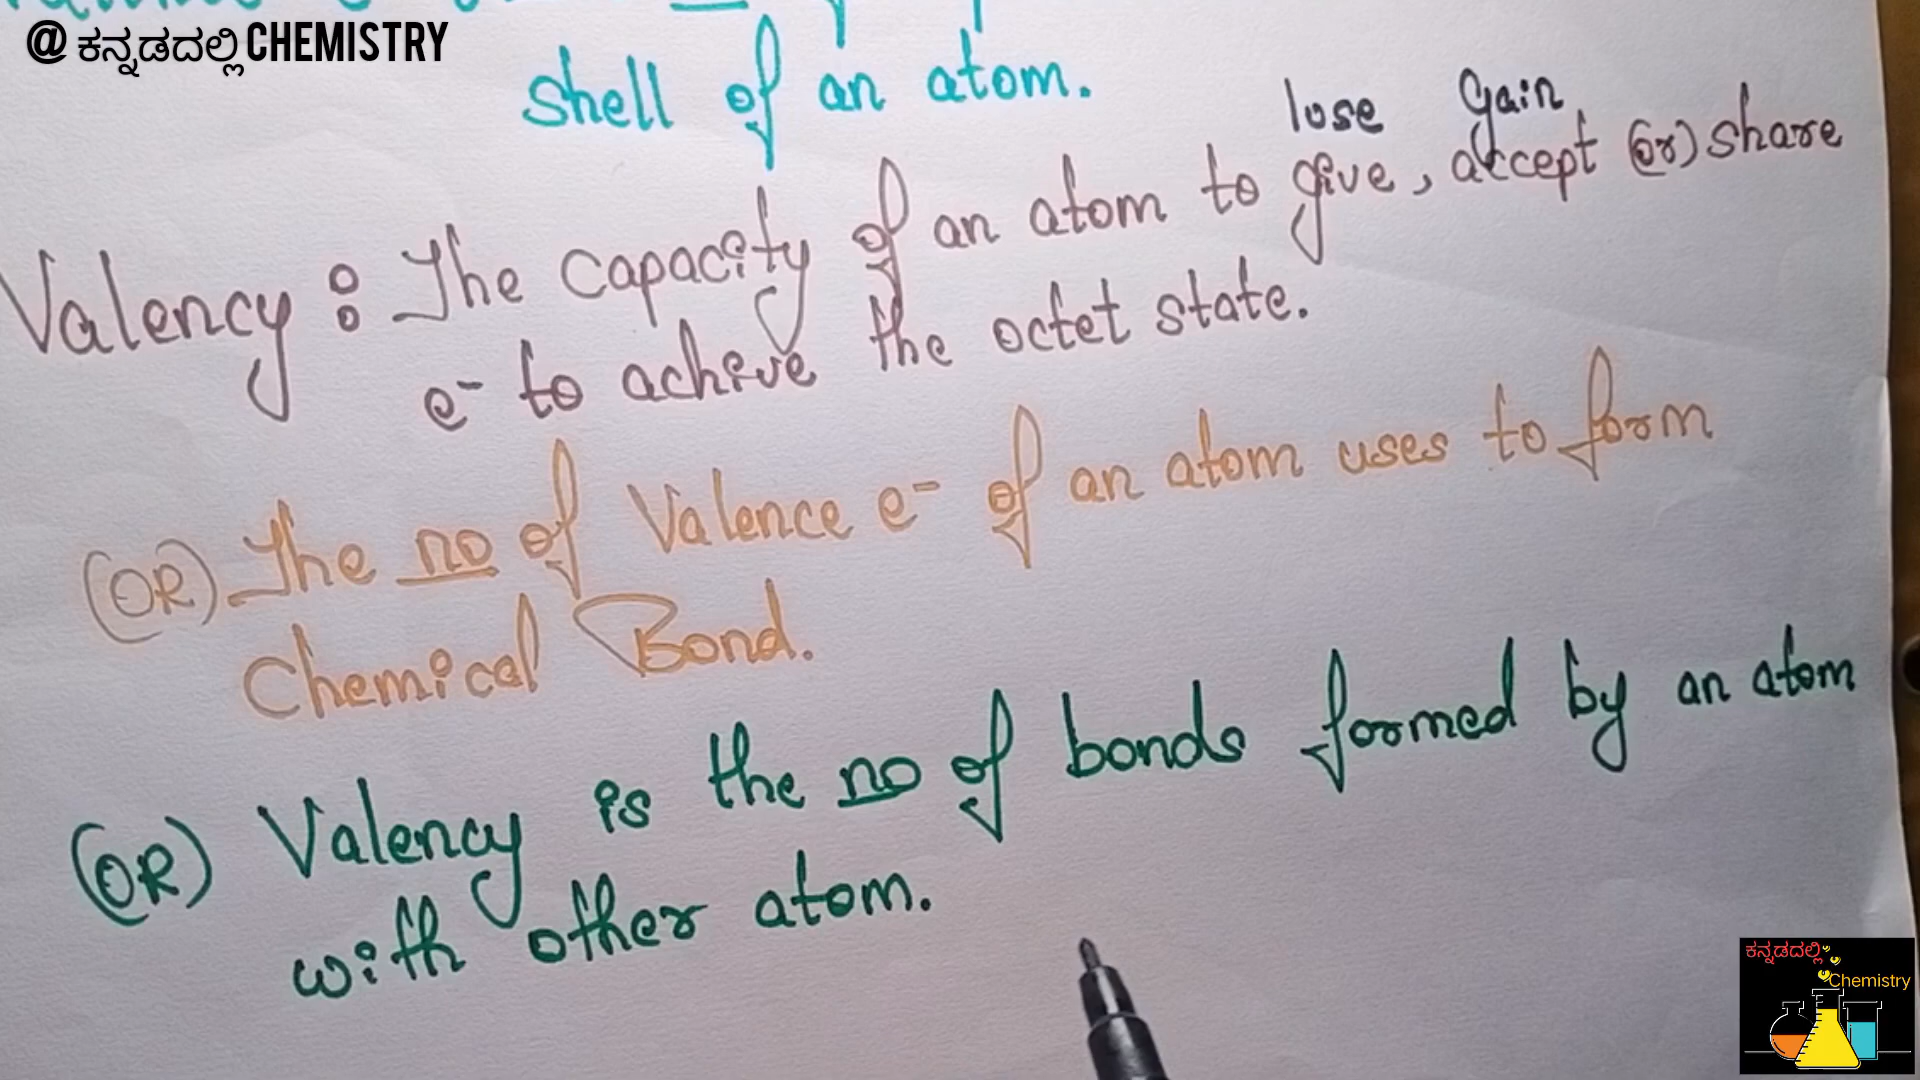 @ ಕನ್ನಡದಲ್ಲಿ CHEMISTRY
shell of an atom.
lose gain
Valency : The capacity of an atom to give, accept (or) share
e- to achive the octet state.
(OR) The no of Valence e- of an atom uses to form
Chemical Bond.
(OR) Valency is the no of bonds formed by an atom
with other atom.
ಕನ್ನಡದಲ್ಲಿ
Chemistry